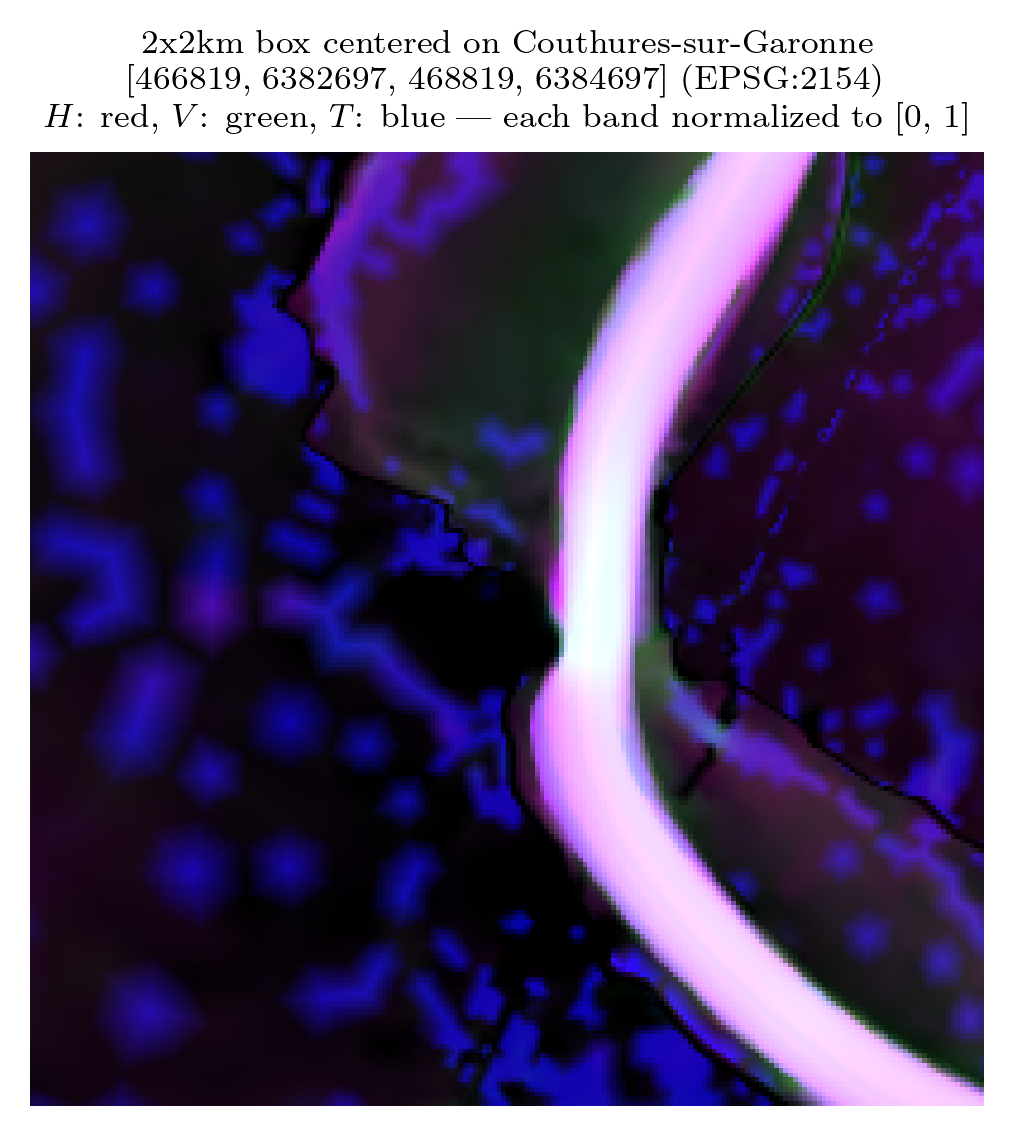 2x2km box centered on Couthures-sur-Garonne
[466819, 6382697, 468819, 6384697] (EPSG:2154)
H: red, V: green, T: blue — each band normalized to [0, 1]